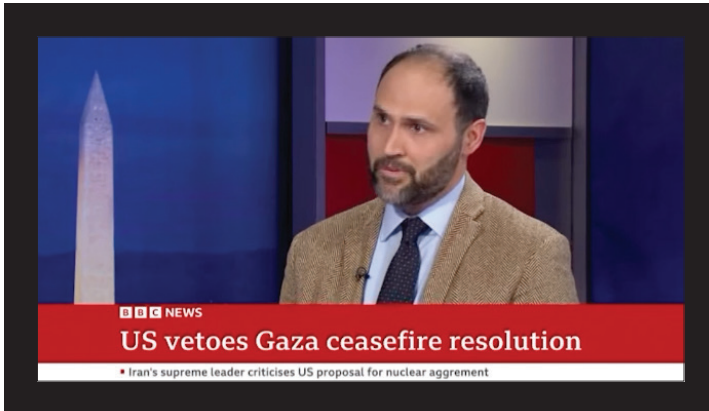 BBC NEWS
US vetoes Gaza ceasefire resolution
Iran's supreme leader criticises US proposal for nuclear aggrement